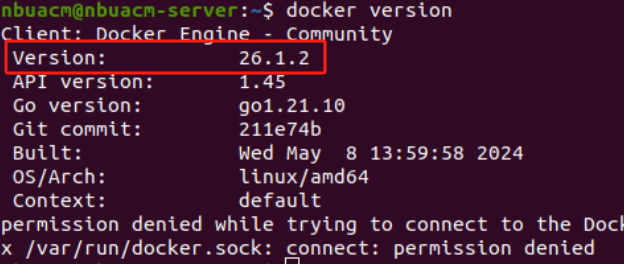 nbuacm@nbuacm-server:~$ docker version
Client: Docker Engine - Community
Version: 26.1.2
API version: 1.45
Go version: go1.21.10
Git commit: 211e74b
Built: Wed May 8 13:59:58 2024
OS/Arch: linux/amd64
Context: default
permission denied while trying to connect to the Dock
x /var/run/docker.sock: connect: permission denied